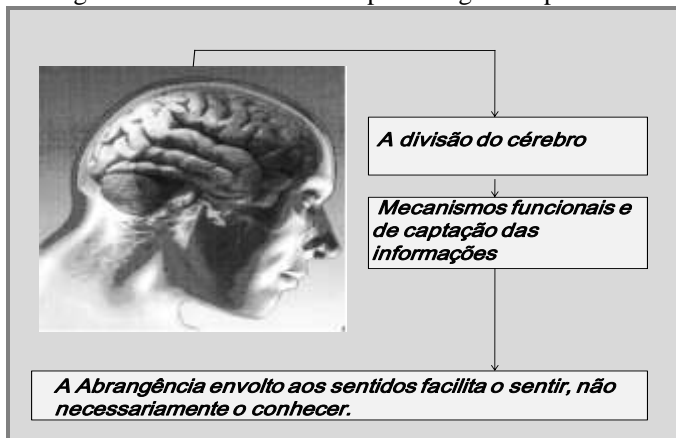 A divisão do cérebro
Mecanismos funcionais e
de captação das
informações
A Abrangência envolto aos sentidos facilita o sentir, não
necessariamente o conhecer.